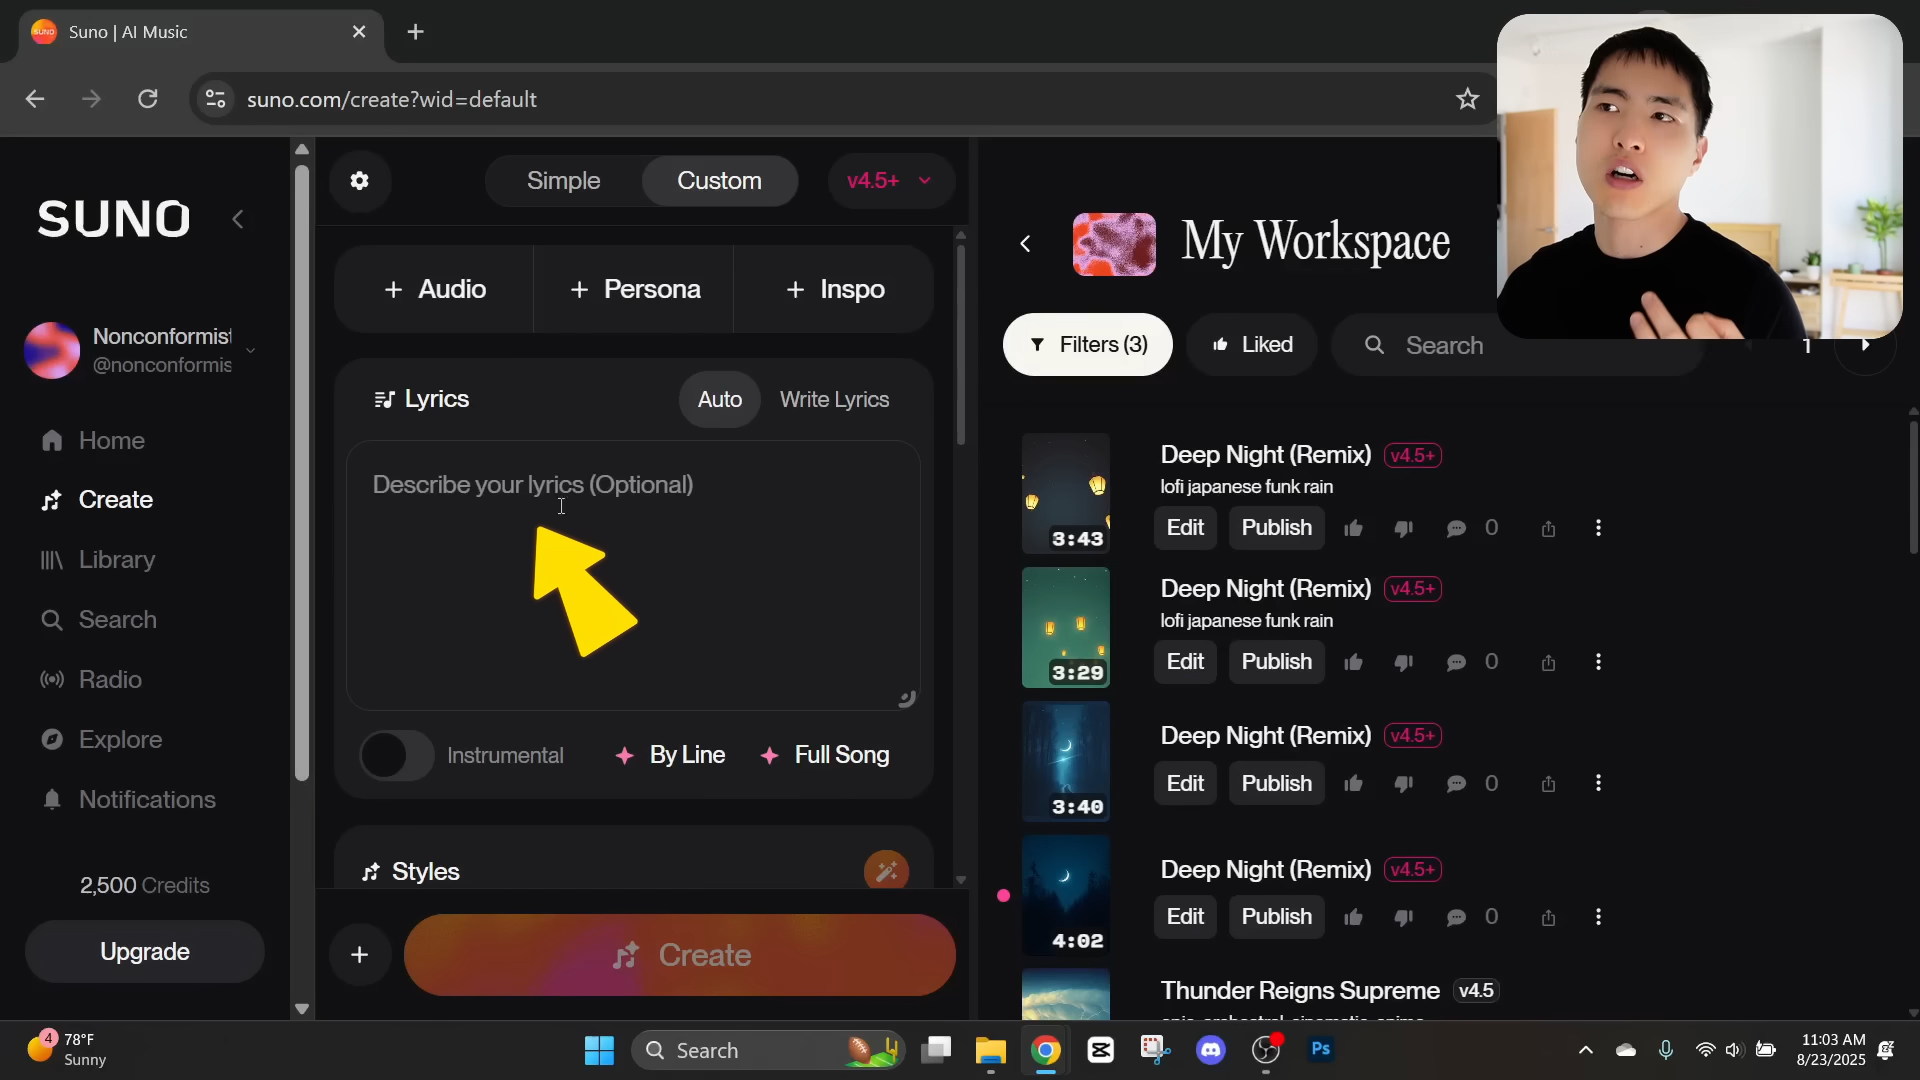 SUNO
Suno | AI Music
suno.com/create?wid=default
SUNO
Simple
Custom
v4.5+
My Workspace
Audio
Persona
Inspo
Nonconformist
@nonconformis
Filters (3)
Liked
Search
1
Lyrics
Auto
Write Lyrics
Describe your lyrics (Optional)
Home
Create
Library
Search
Radio
Explore
Notifications
Instrumental
By Line
Full Song
Styles
2,500 Credits
Upgrade
Create
Deep Night (Remix) v4.5+
lofi japanese funk rain
3:43
Edit
Publish
0
Deep Night (Remix) v4.5+
lofi japanese funk rain
3:29
Edit
Publish
0
Deep Night (Remix) v4.5+
3:40
Edit
Publish
0
Deep Night (Remix) v4.5+
4:02
Edit
Publish
0
Thunder Reigns Supreme v4.5
4
78°F
Sunny
Search
Ps
11:03 AM
8/23/2025